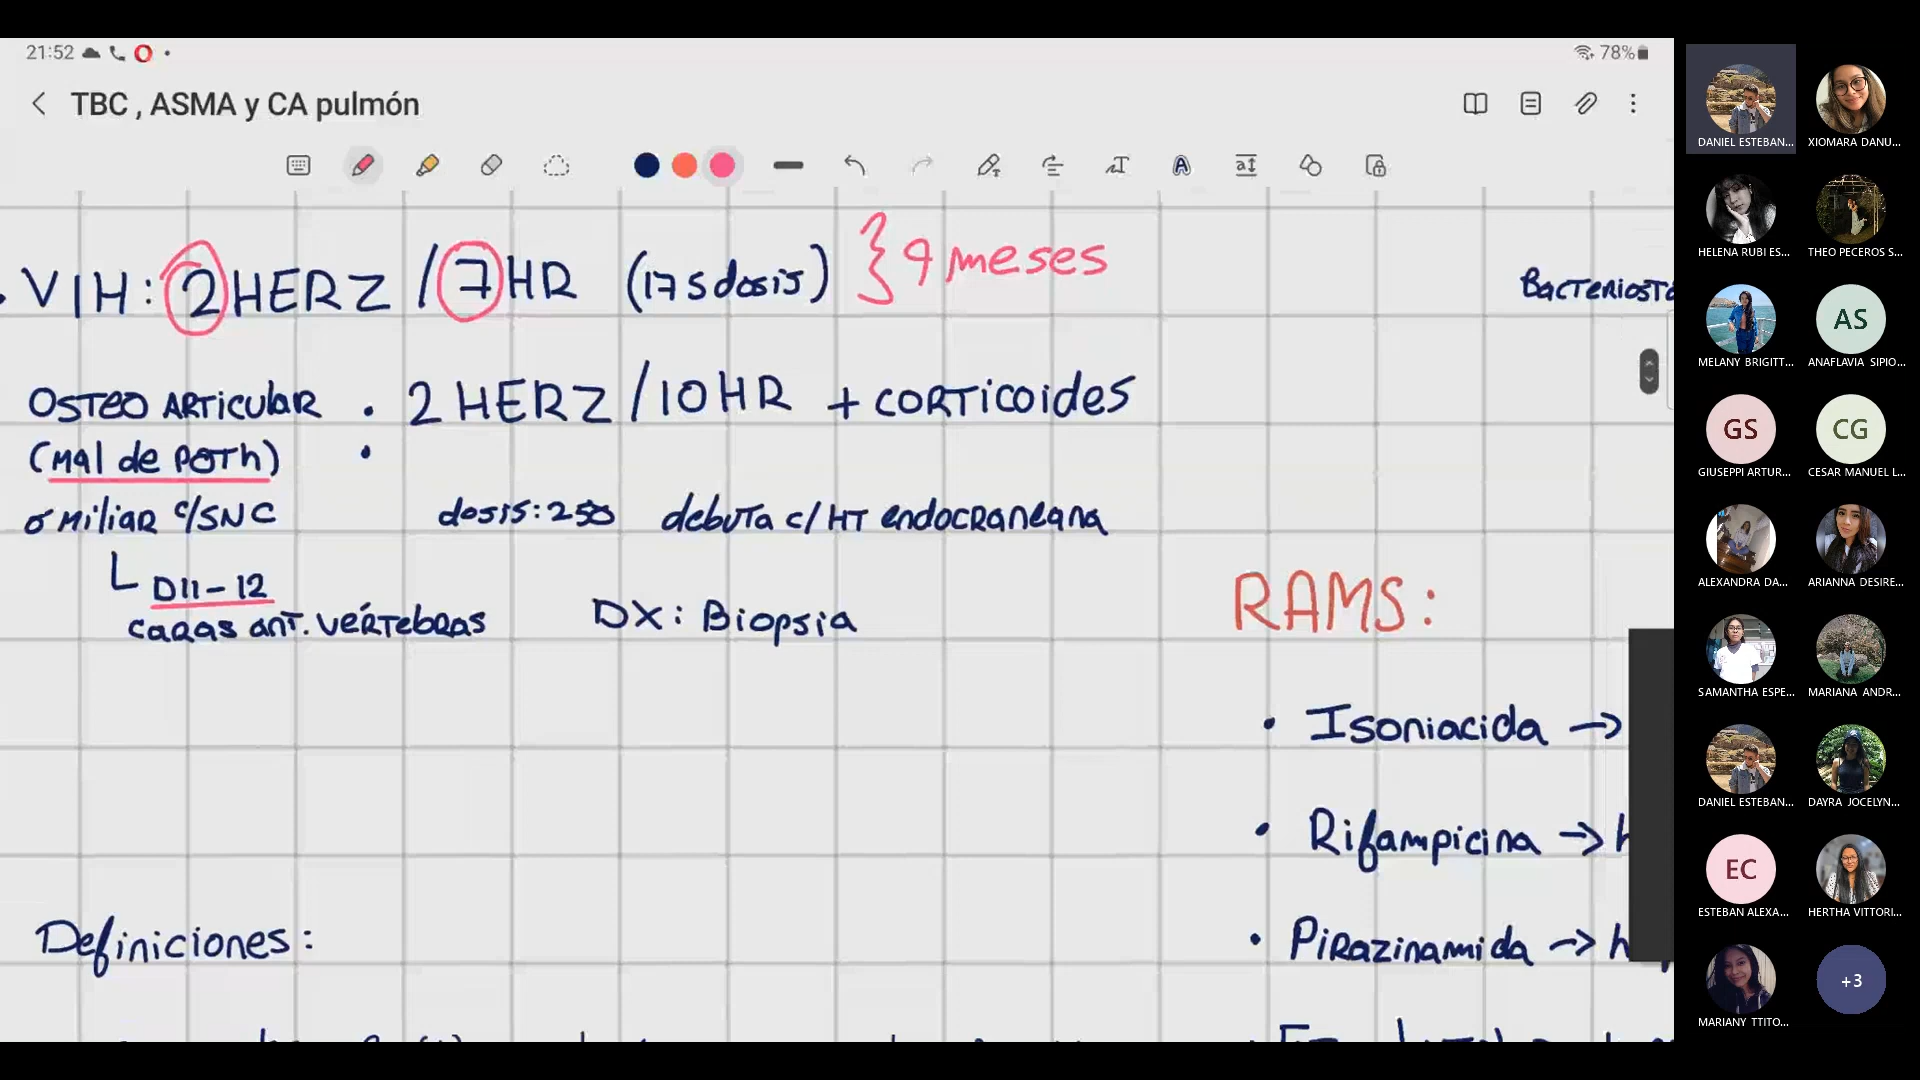 21:52
78%
TBC , ASMA y CA pulmón
VIH: 2HERZ / 7HR (175dosis) } 9 meses
Bacteriosta
Osteo articular . 2HERZ / 10HR + corticoides
(Mal de Poth) .
o miliar c/SNC dosis:250 debuta c/HT endocraneana
D11-12
caras ant. vértebras DX: Biopsia
RAMS:
• Isoniacida →
• Rifampicina → h
• Pirazinamida → h
Definiciones:
DANIEL ESTEBAN...
XIOMARA DANU...
HELENA RUBI ES...
THEO PECEROS S...
MELANY BRIGITT...
AS
ANAFLAVIA SIPIO...
GS
GIUSEPPI ARTUR...
CG
CESAR MANUEL L...
ALEXANDRA DA...
ARIANNA DESIRE...
SAMANTHA ESPE...
MARIANA ANDR...
DANIEL ESTEBAN...
DAYRA JOCELYN...
EC
ESTEBAN ALEXA...
HERTHA VITTORI...
MARIANY TTITO...
+3